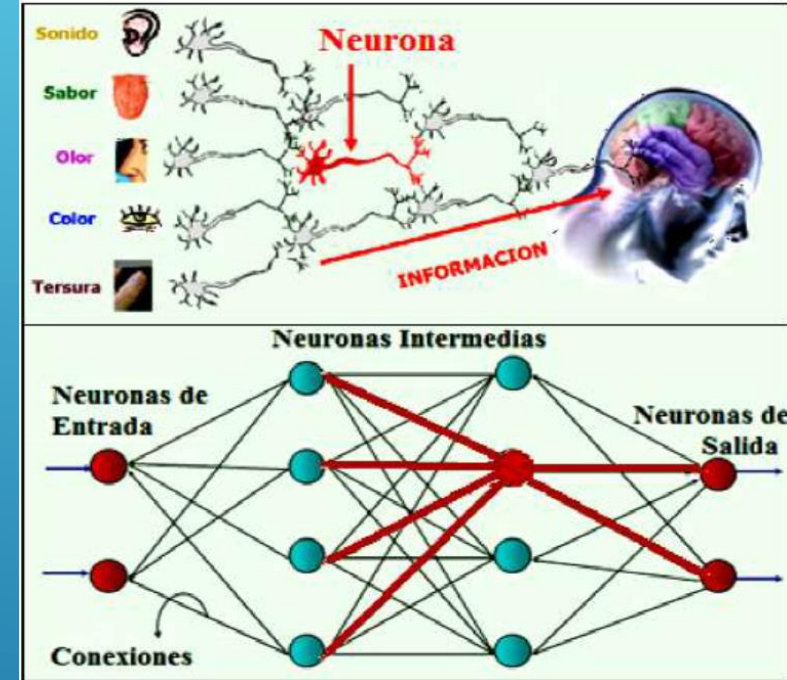 Sonido
Neurona
Sabor
Olor
Color
INFORMACION
Tersura
Neuronas Intermedias
Neuronas de
Entrada
Neuronas de
Salida
Conexiones